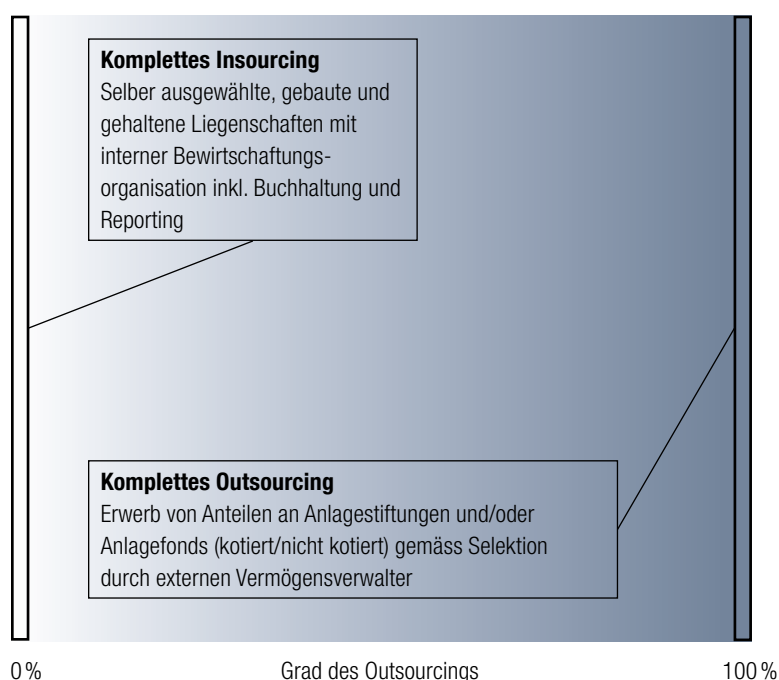 Komplettes Insourcing
Selber ausgewählte, gebaute und
gehaltene Liegenschaften mit
interner Bewirtschaftungs-
organisation inkl. Buchhaltung und
Reporting
Komplettes Outsourcing
Erwerb von Anteilen an Anlagestiftungen und/oder
Anlagefonds (kotiert/nicht kotiert) gemäss Selektion
durch externen Vermögensverwalter
0 % Grad des Outsourcings 100 %